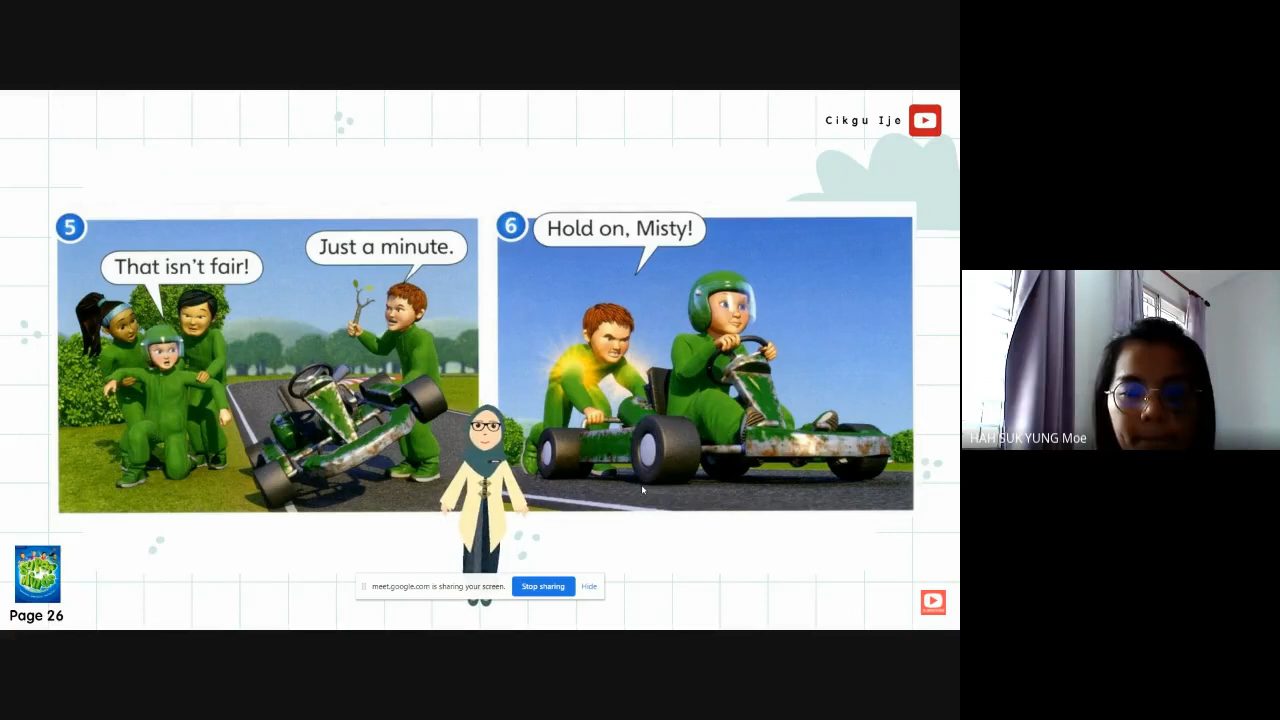 Cikgu Ije
5
That isn't fair!
Just a minute.
6
Hold on, Misty!
HAH SUK YUNG Moe
meet.google.com is sharing your screen.
Stop sharing
Hide
Page 26